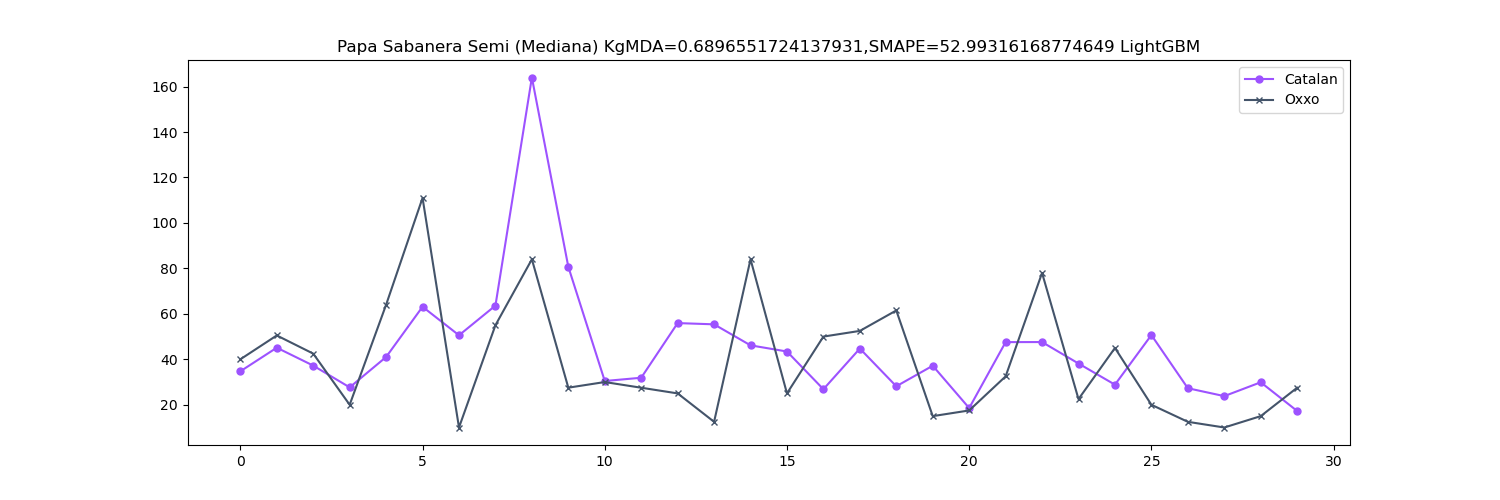 Papa Sabanera Semi (Mediana) KgMDA=0.6896551724137931,SMAPE=52.99316168774649 LightGBM
Catalan
Oxxo
160
140
120
100
80
60
40
20
0 5 10 15 20 25 30